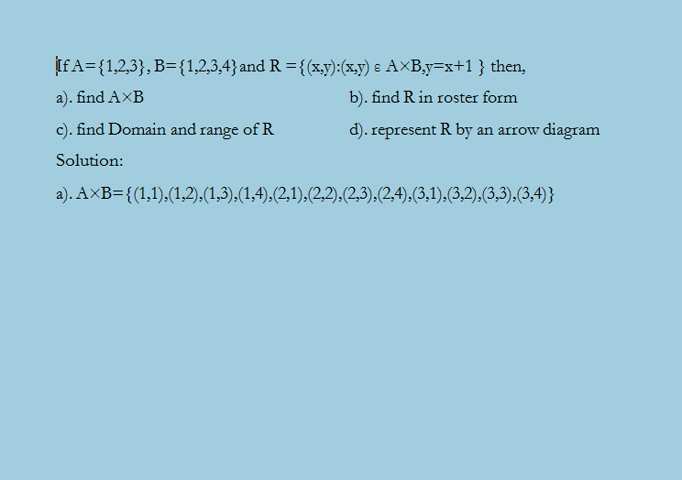 If A={1,2,3}, B={1,2,3,4} and R ={(x,y):(x,y) ε A×B,y=x+1 } then,
a). find A×B b). find R in roster form
c). find Domain and range of R d). represent R by an arrow diagram
Solution:
a). A×B={(1,1),(1,2),(1,3),(1,4),(2,1),(2,2),(2,3),(2,4),(3,1),(3,2),(3,3),(3,4)}